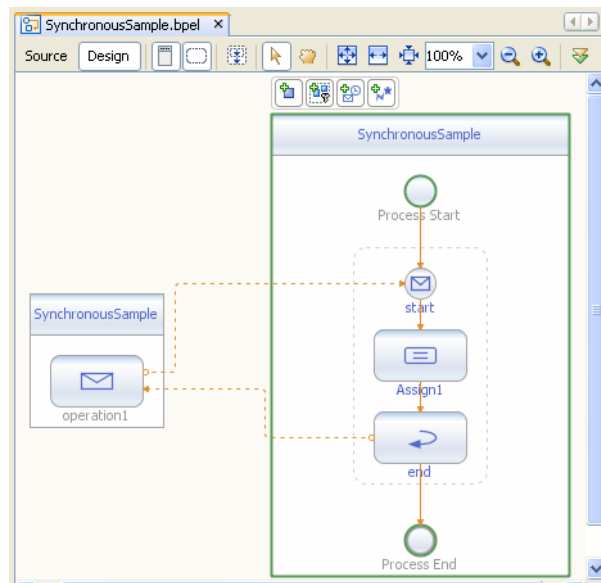 SynchronousSample.bpel ×
Source Design 100%
SynchronousSample
Process Start
start
SynchronousSample
Assign1
operation1
end
Process End